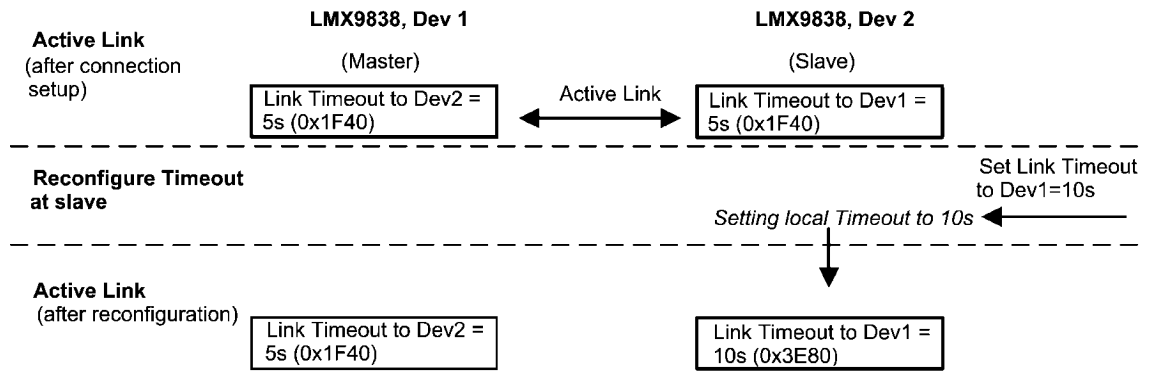 LMX9838, Dev 1
LMX9838, Dev 2
Active Link
(after connection
setup)
(Master)
(Slave)
Link Timeout to Dev2 =
5s (0x1F40)
Active Link
Link Timeout to Dev1 =
5s (0x1F40)
Reconfigure Timeout
at slave
Set Link Timeout
to Dev1=10s
Setting local Timeout to 10s
Active Link
(after reconfiguration)
Link Timeout to Dev2 =
5s (0x1F40)
Link Timeout to Dev1 =
10s (0x3E80)